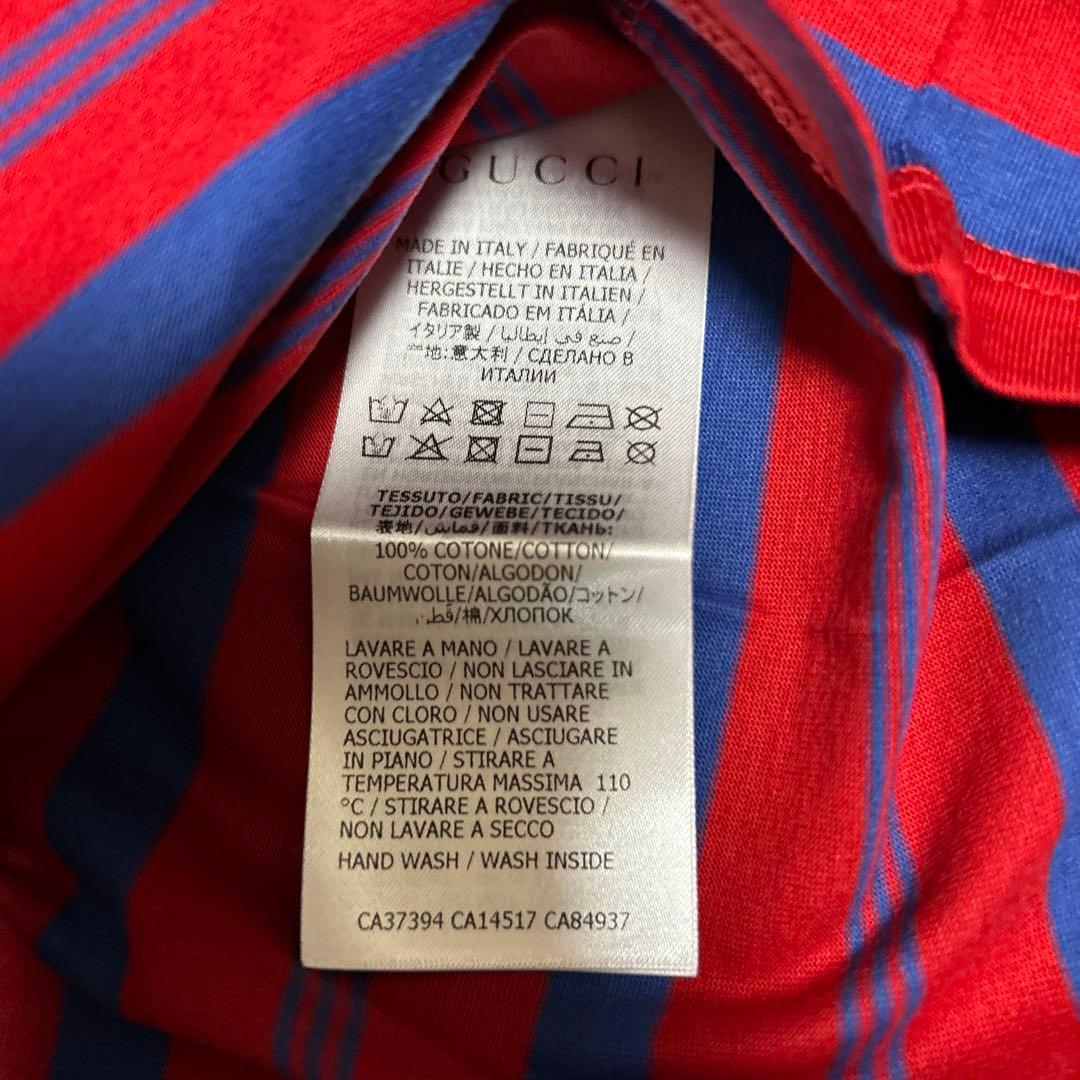 GUCCI
MADE IN ITALY / FABRIQUÉ EN
ITALIE / HECHO EN ITALIA /
HERGESTELLT IN ITALIEN /
FABRICADO EM ITÁLIA /
イタリア製 / صنع في إيطاليا /
地:意大利 / СДЕЛАНО В
ИТАЛИИ
TESSUTO/FABRIC/TISSU/
TEJIDO/GEWEBE/TECIDO/
表地/قماش/面料/ТКАНЬ:
100% COTONE/COTTON/
COTON/ALGODON/
BAUMWOLLE/ALGODÃO/コットン/
قطن/棉/ХЛОПОК
LAVARE A MANO / LAVARE A
ROVESCIO / NON LASCIARE IN
AMMOLLO / NON TRATTARE
CON CLORO / NON USARE
ASCIUGATRICE / ASCIUGARE
IN PIANO / STIRARE A
TEMPERATURA MASSIMA 110
°C / STIRARE A ROVESCIO /
NON LAVARE A SECCO
HAND WASH / WASH INSIDE
CA37394 CA14517 CA84937